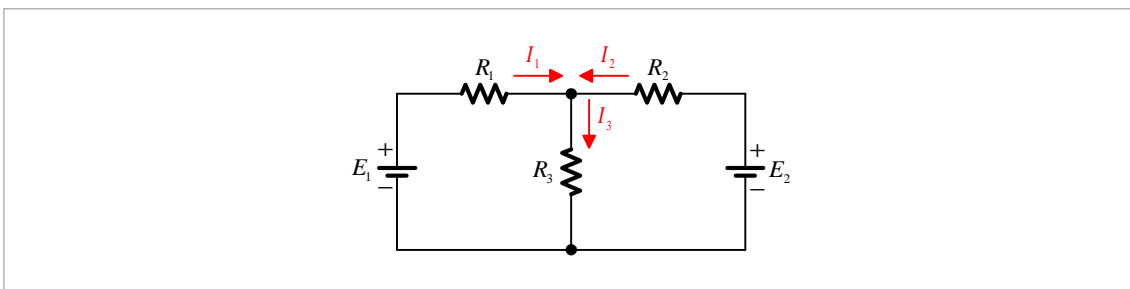 I₁ I₂
R₁ R₂
I₃
+ +
E₁ R₃ E₂
− −